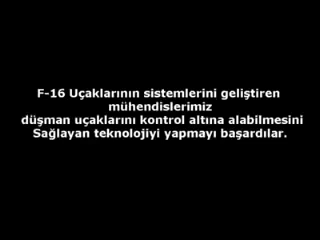 F-16 Uçaklarının sistemlerini geliştiren
mühendislerimiz
düşman uçaklarını kontrol altına alabilmesini
Sağlayan teknolojiyi yapmayı başardılar.